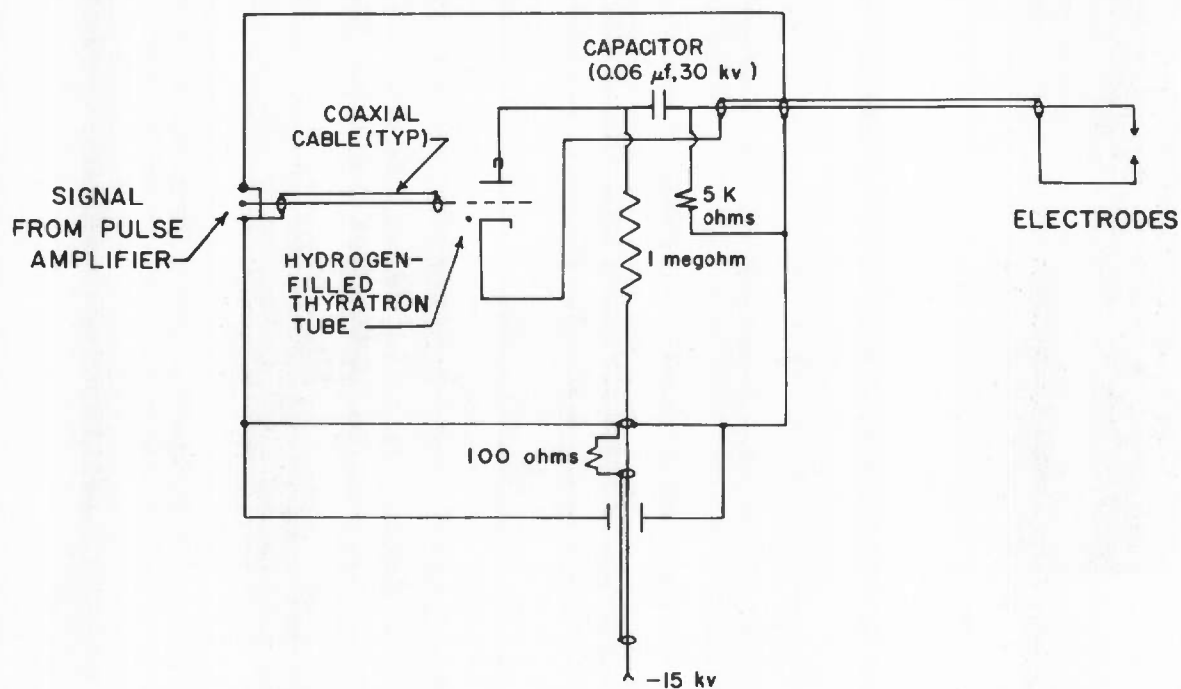 CAPACITOR
(0.06 µf, 30 kv)
COAXIAL
CABLE (TYP)
SIGNAL
FROM PULSE
AMPLIFIER
HYDROGEN-
FILLED
THYRATRON
TUBE
5 K
ohms
1 megohm
ELECTRODES
100 ohms
-15 kv